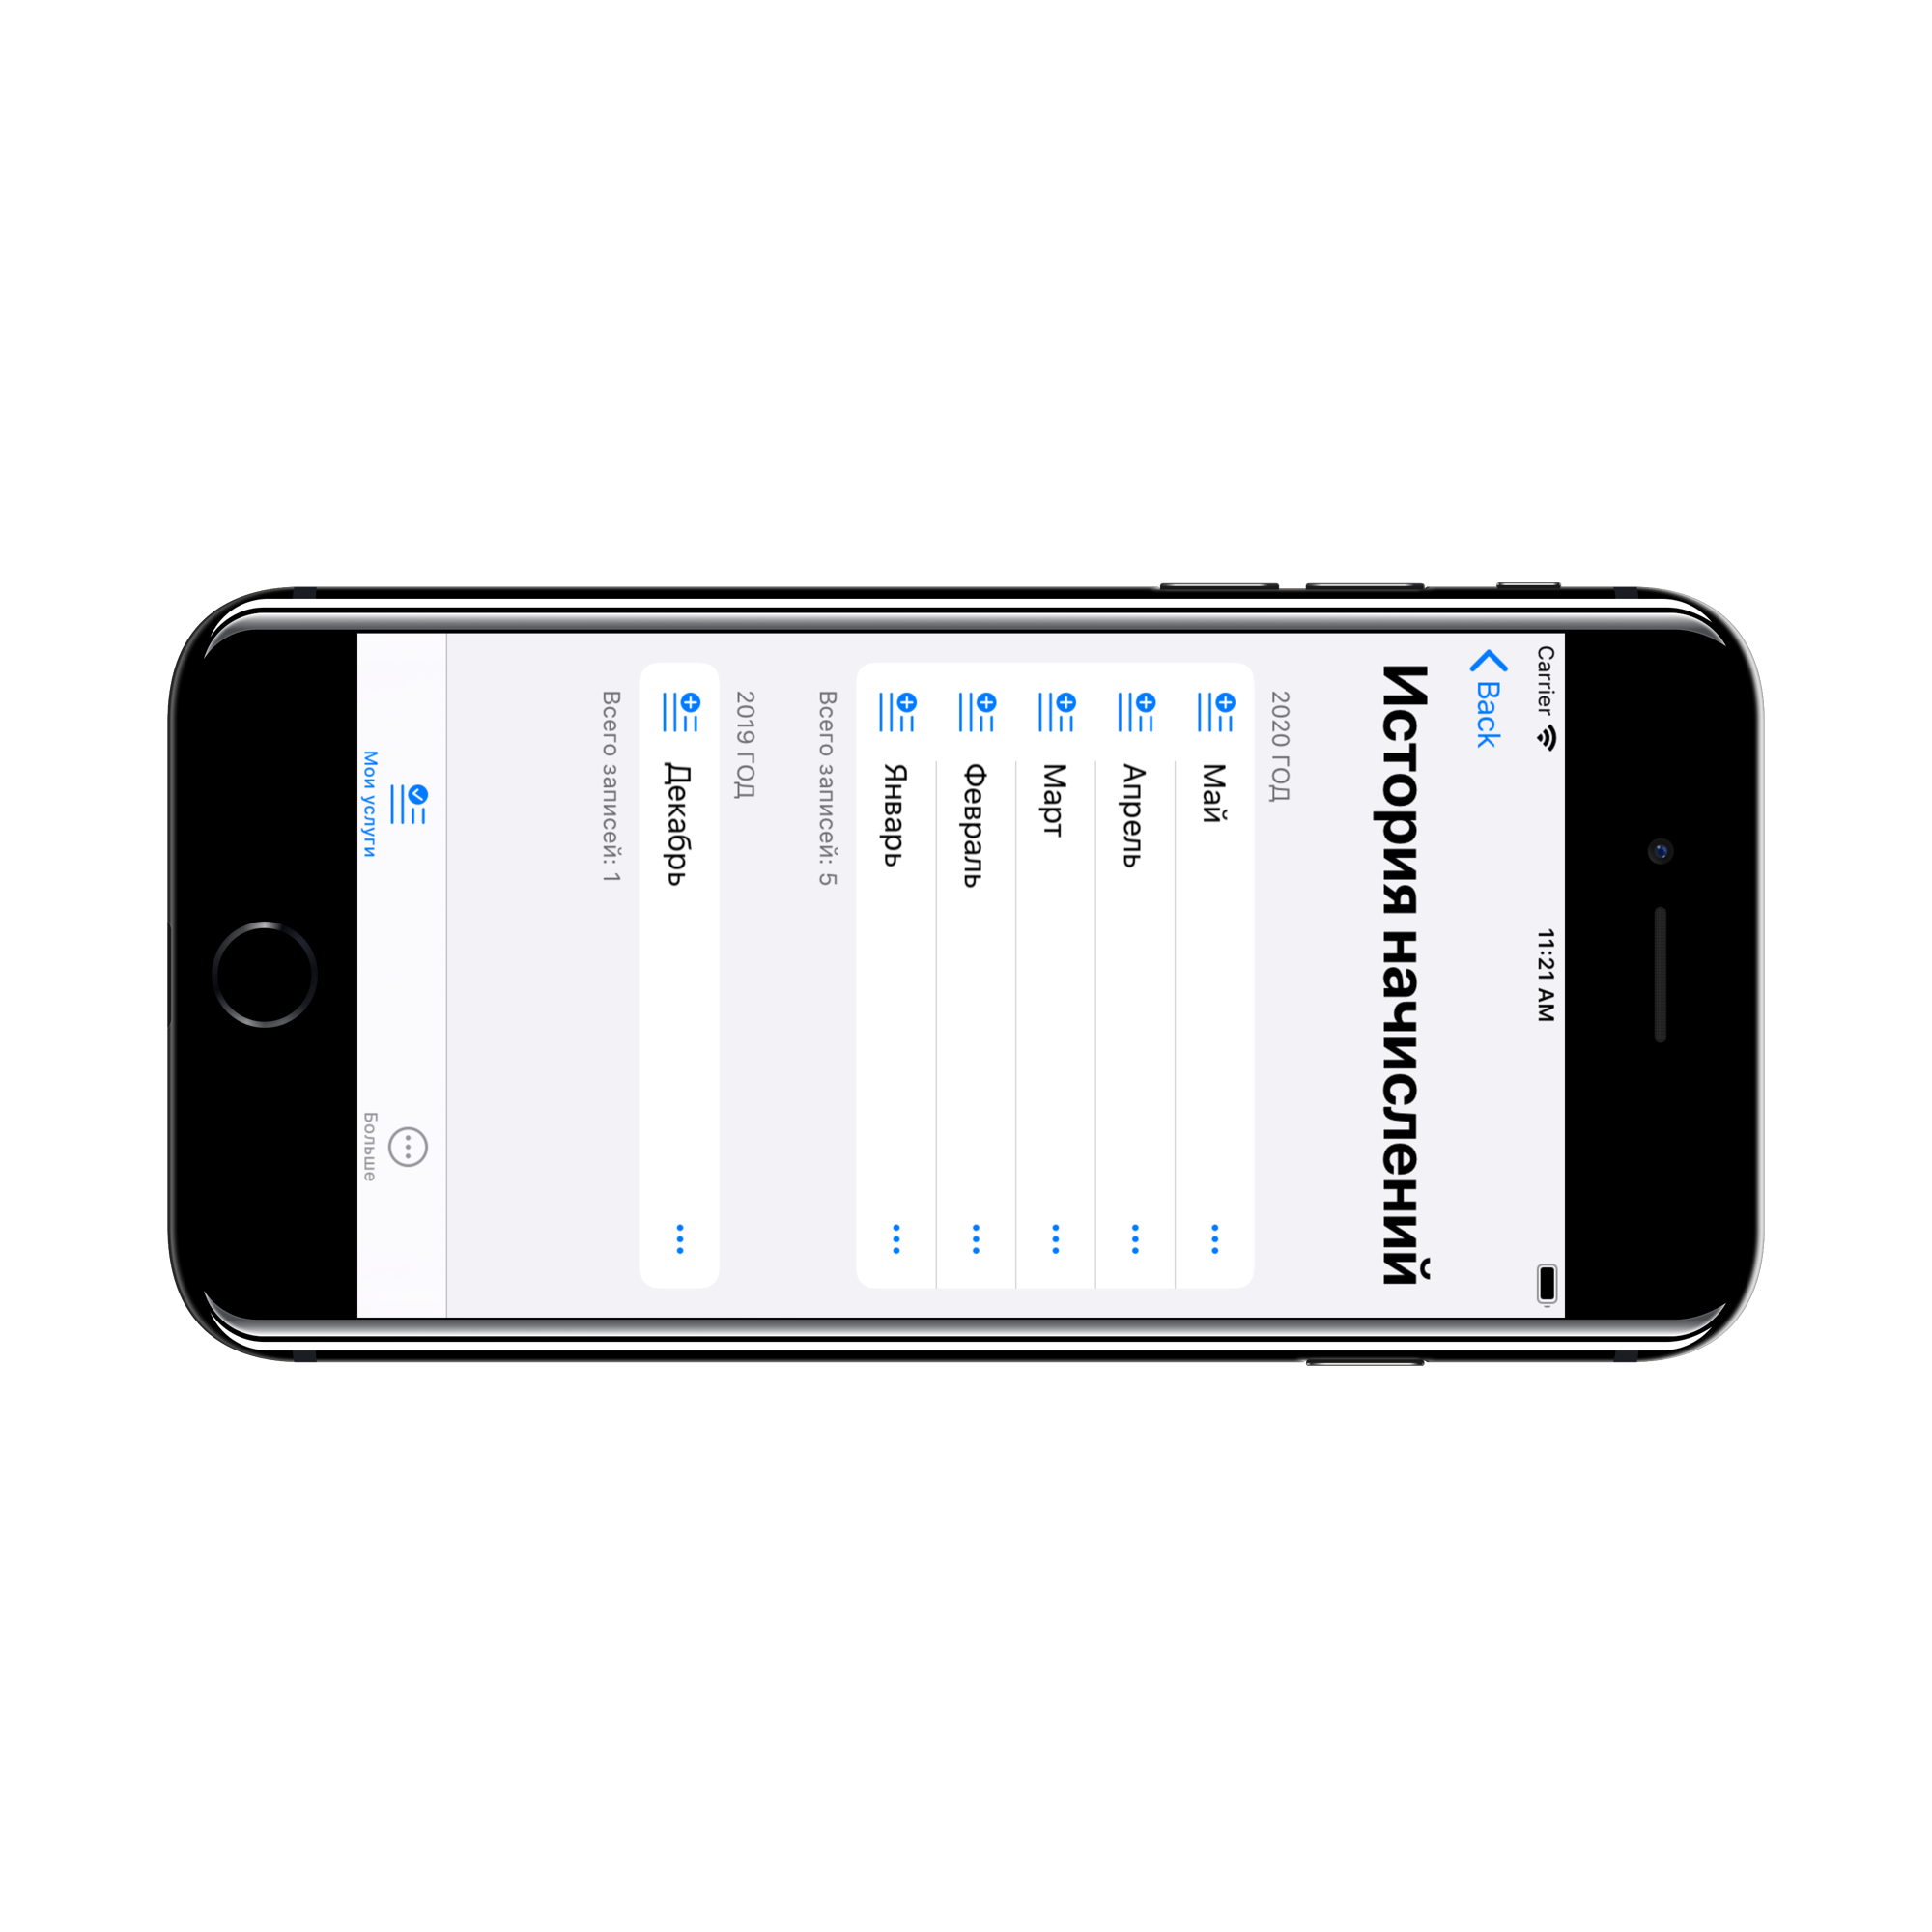 Carrier 11:21 AM
Back
История начислений
2020 ГОД
Май
Апрель
Март
Февраль
Январь
Всего записей: 5
2019 ГОД
Декабрь
Всего записей: 1
Мои услуги Больше